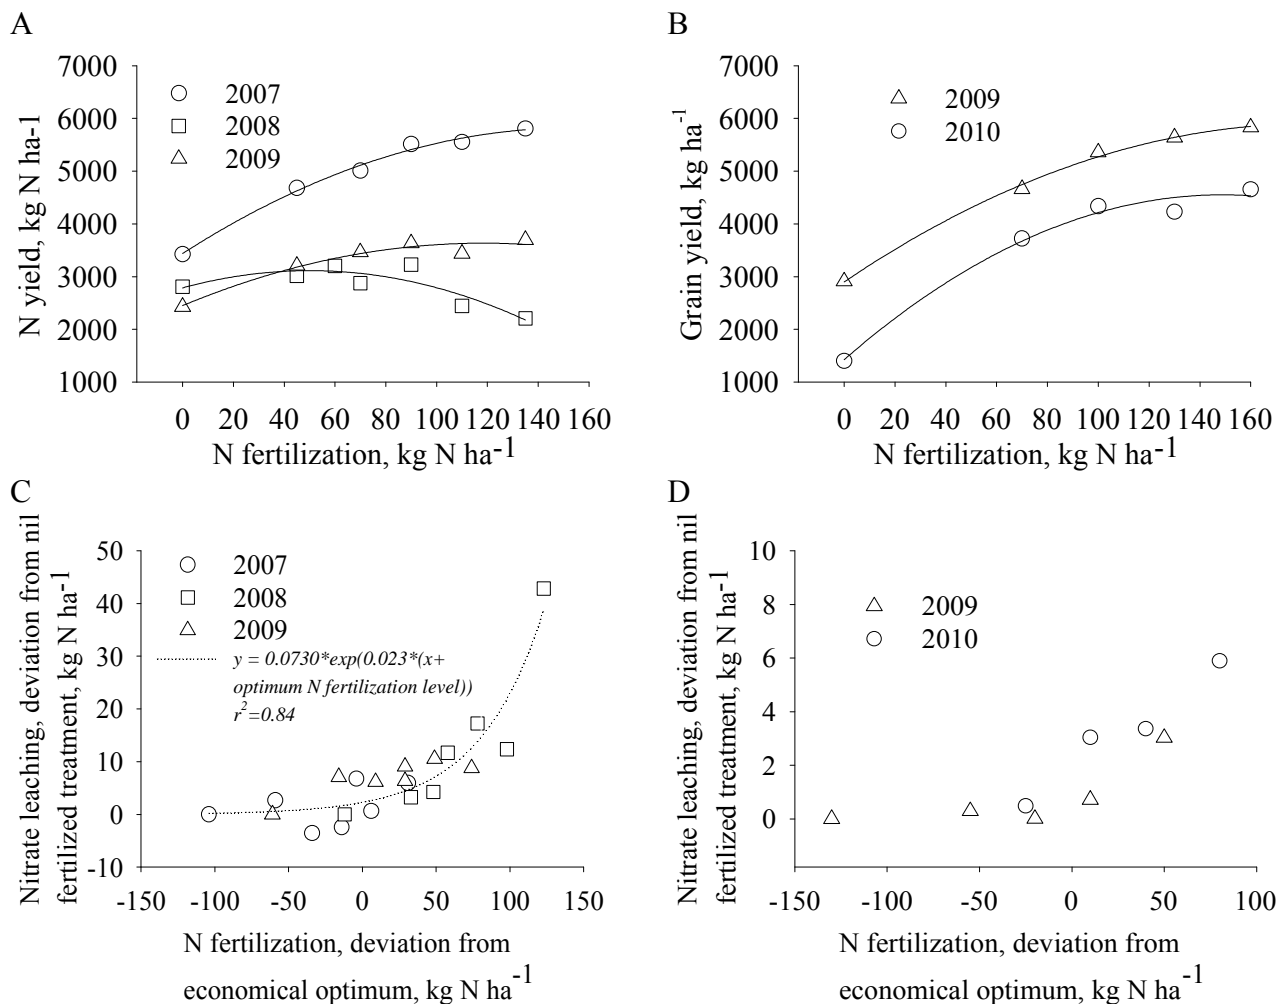 A
7000
6000
5000
4000
3000
2000
1000
N yield, kg N ha-1
2007
2008
2009
0 20 40 60 80 100 120 140 160
N fertilization, kg N ha-1
B
7000
6000
5000
4000
3000
2000
1000
Grain yield, kg ha-1
2009
2010
0 20 40 60 80 100 120 140 160
N fertilization, kg N ha-1
C
Nitrate leaching, deviation from nil
fertilized treatment, kg N ha-1
50
40
30
20
10
0
-10
2007
2008
2009
y = 0.0730*exp(0.023*(x+
optimum N fertilization level))
r2=0.84
-150 -100 -50 0 50 100 150
N fertilization, deviation from
economical optimum, kg N ha-1
D
Nitrate leaching, deviation from nil
fertilized treatment, kg N ha-1
10
8
6
4
2
0
2009
2010
-150 -100 -50 0 50 100
N fertilization, deviation from
economical optimum, kg N ha-1